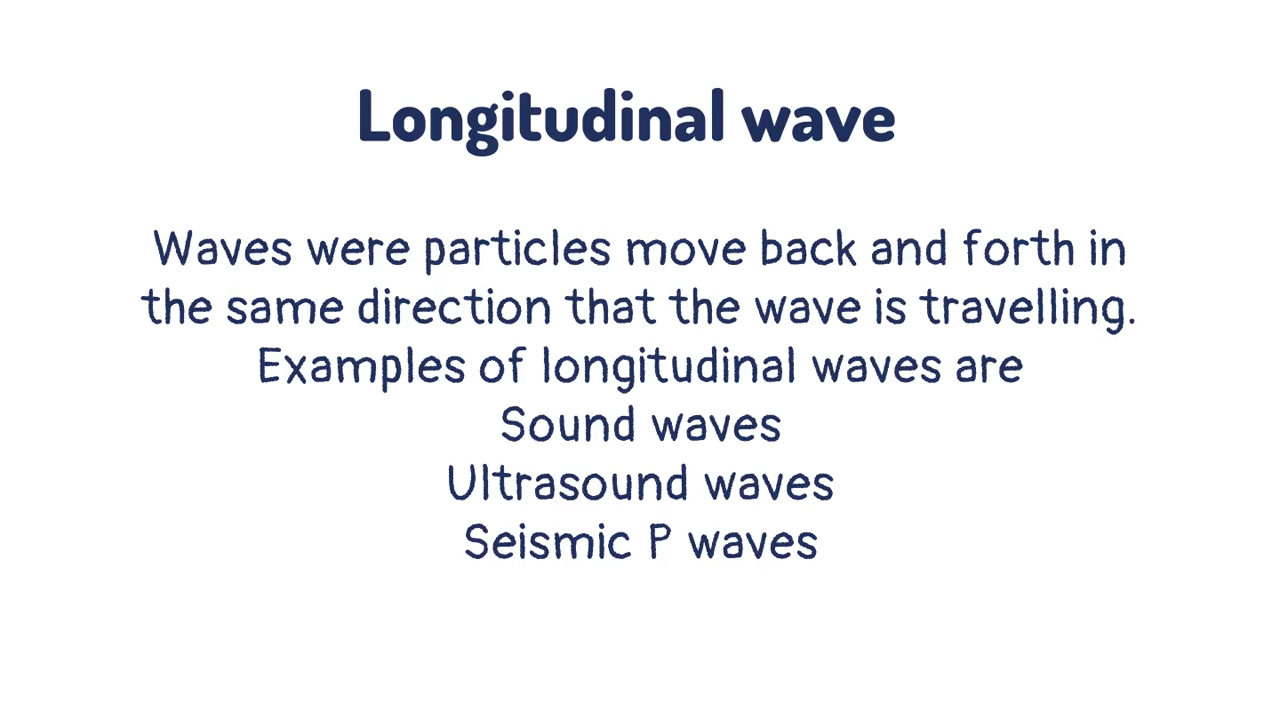 Longitudinal wave
Waves were particles move back and forth in
the same direction that the wave is travelling.
Examples of longitudinal waves are
Sound waves
Ultrasound waves
Seismic P waves